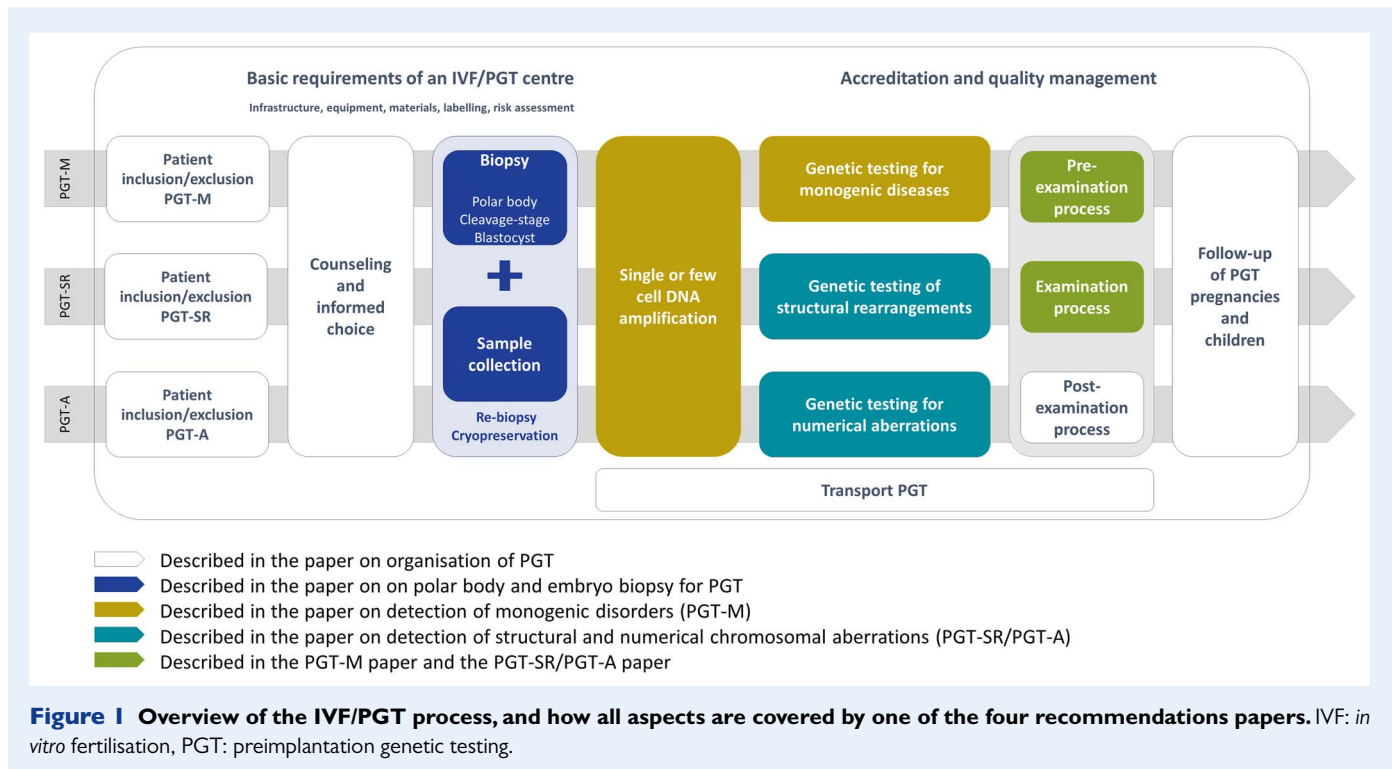 Basic requirements of an IVF/PGT centre
Infrastructure, equipment, materials, labelling, risk assessment
Accreditation and quality management
PGT-M
PGT-SR
PGT-A
Patient
inclusion/exclusion
PGT-M
Patient
inclusion/exclusion
PGT-SR
Patient
inclusion/exclusion
PGT-A
Counseling
and
informed
choice
Biopsy
Polar body
Cleavage-stage
Blastocyst
+
Sample
collection
Re-biopsy
Cryopreservation
Single or few
cell DNA
amplification
Genetic testing for
monogenic diseases
Genetic testing of
structural rearrangements
Genetic testing for
numerical aberrations
Pre-
examination
process
Examination
process
Post-
examination
process
Follow-up
of PGT
pregnancies
and
children
Transport PGT
Described in the paper on organisation of PGT
Described in the paper on on polar body and embryo biopsy for PGT
Described in the paper on detection of monogenic disorders (PGT-M)
Described in the paper on detection of structural and numerical chromosomal aberrations (PGT-SR/PGT-A)
Described in the PGT-M paper and the PGT-SR/PGT-A paper
Figure 1 Overview of the IVF/PGT process, and how all aspects are covered by one of the four recommendations papers. IVF: in
vitro fertilisation, PGT: preimplantation genetic testing.